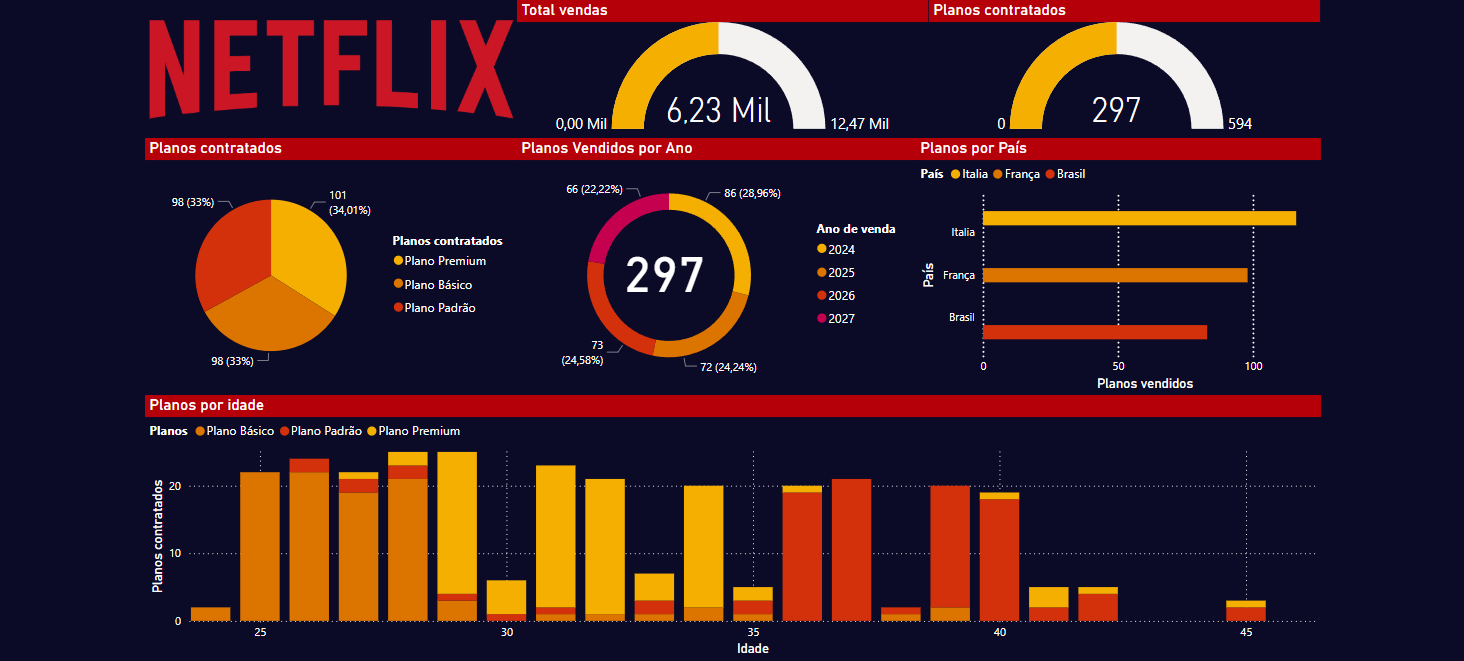 NETFLIX
Total vendas
0,00 Mil
6,23 Mil
12,47 Mil
Planos contratados
0
297
594
Planos contratados
98 (33%)
101
(34,01%)
98 (33%)
Planos contratados
Plano Premium
Plano Básico
Plano Padrão
Planos Vendidos por Ano
66 (22,22%)
86 (28,96%)
297
73
(24,58%)
72 (24,24%)
Ano de venda
2024
2025
2026
2027
Planos por País
País Italia França Brasil
País
Italia
França
Brasil
0 50 100
Planos vendidos
Planos por idade
Planos Plano Básico Plano Padrão Plano Premium
Planos contratados
20
10
0
25 30 35 40 45
Idade